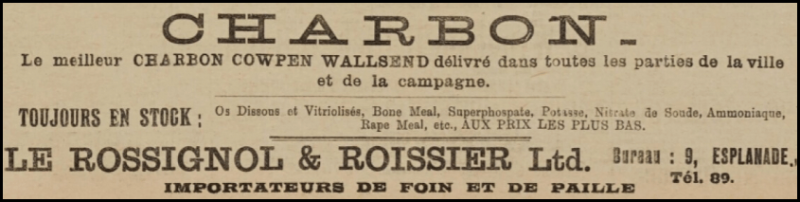 CHARBON.
Le meilleur CHARBON COWPEN WALLSEND délivré dans toutes les parties de la ville
et de la campagne.
TOUJOURS EN STOCK : Os Dissous et Vitriolisés, Bone Meal, Superphospate, Potasse, Nitrate de Soude, Ammoniaque,
Rape Meal, etc., AUX PRIX LES PLUS BAS.
LE ROSSIGNOL & ROISSIER Ltd. Bureau : 9, ESPLANADE.
Tél. 89.
IMPORTATEURS DE FOIN ET DE PAILLE